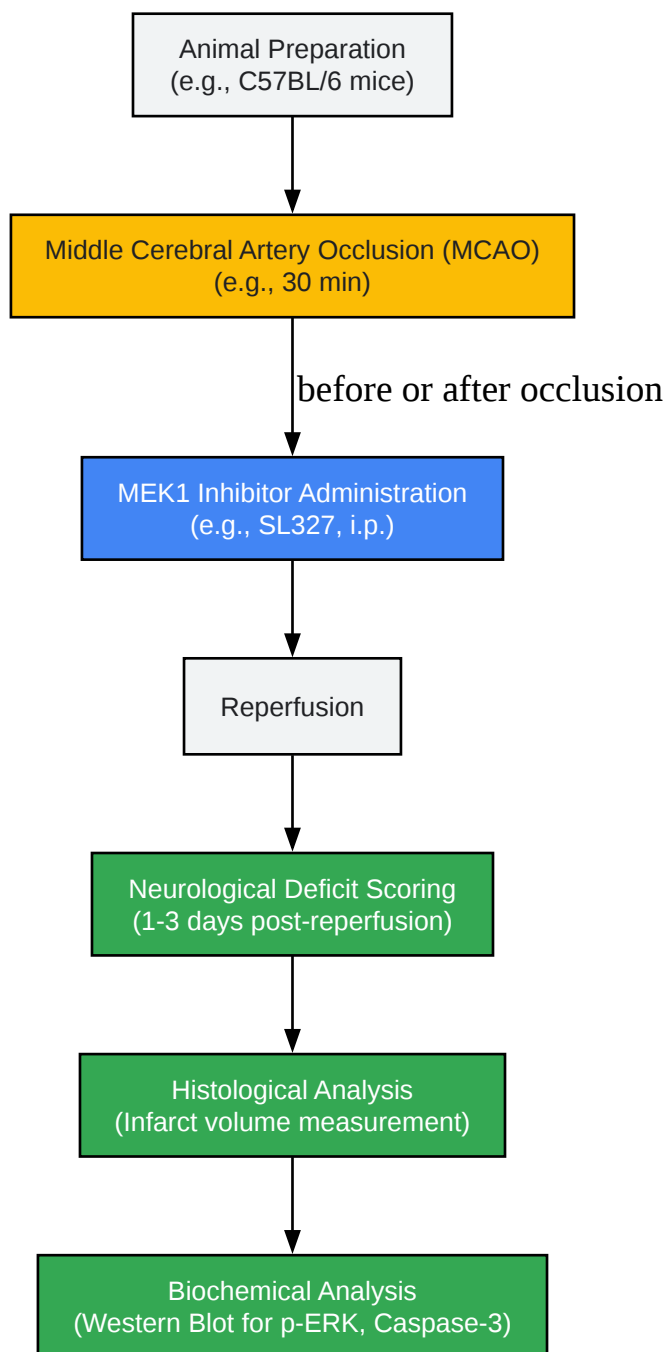 Animal Preparation
(e.g., C57BL/6 mice)
Middle Cerebral Artery Occlusion (MCAO)
(e.g., 30 min)
before or after occlusion
MEK1 Inhibitor Administration
(e.g., SL327, i.p.)
Reperfusion
Neurological Deficit Scoring
(1-3 days post-reperfusion)
Histological Analysis
(Infarct volume measurement)
Biochemical Analysis
(Western Blot for p-ERK, Caspase-3)